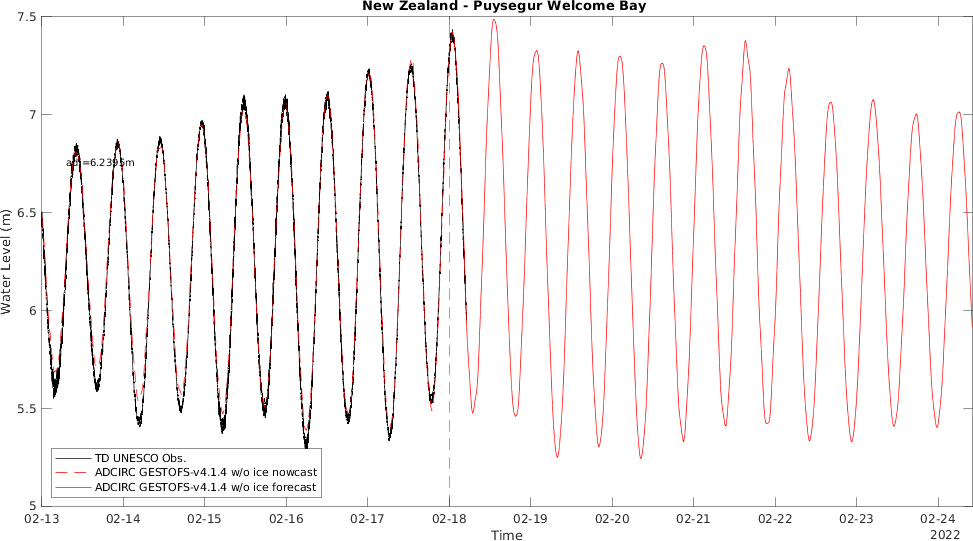 New Zealand - Puysegur Welcome Bay
7.5
7
6.5
6
5.5
5
Water Level (m)
=6.2395m
TD UNESCO Obs.
ADCIRC GESTOFS-v4.1.4 w/o ice nowcast
ADCIRC GESTOFS-v4.1.4 w/o ice forecast
02-13 02-14 02-15 02-16 02-17 02-18 02-19 02-20 02-21 02-22 02-23 02-24
Time
2022